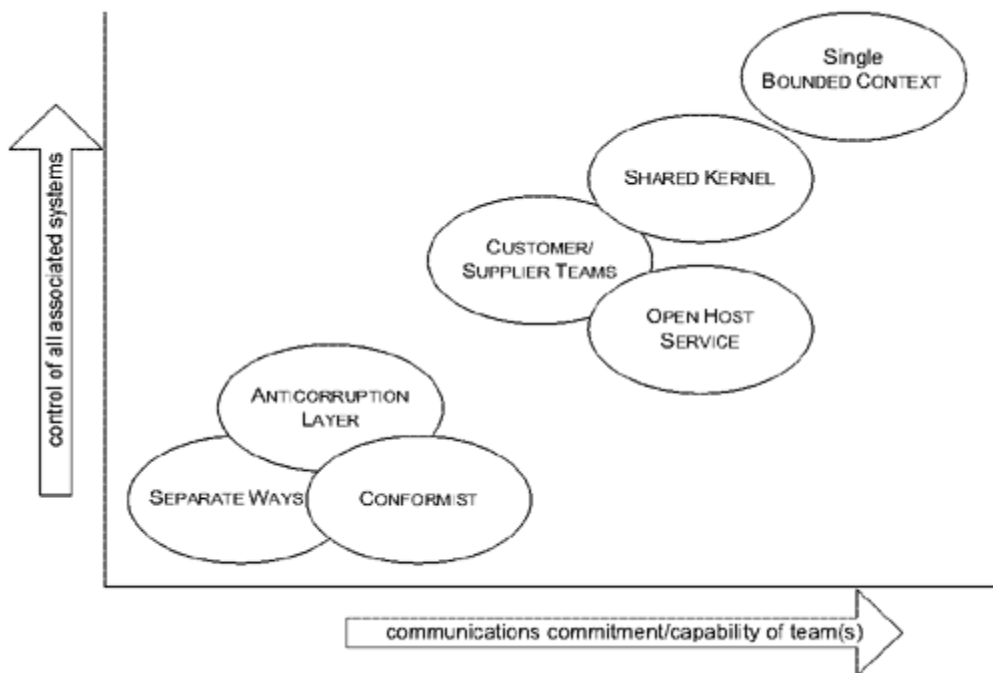 Single
BOUNDED CONTEXT
SHARED KERNEL
CUSTOMER/
SUPPLIER TEAMS
OPEN HOST
SERVICE
ANTICORRUPTION
LAYER
SEPARATE WAYS
CONFORMIST
control of all associated systems
communications commitment/capability of team(s)